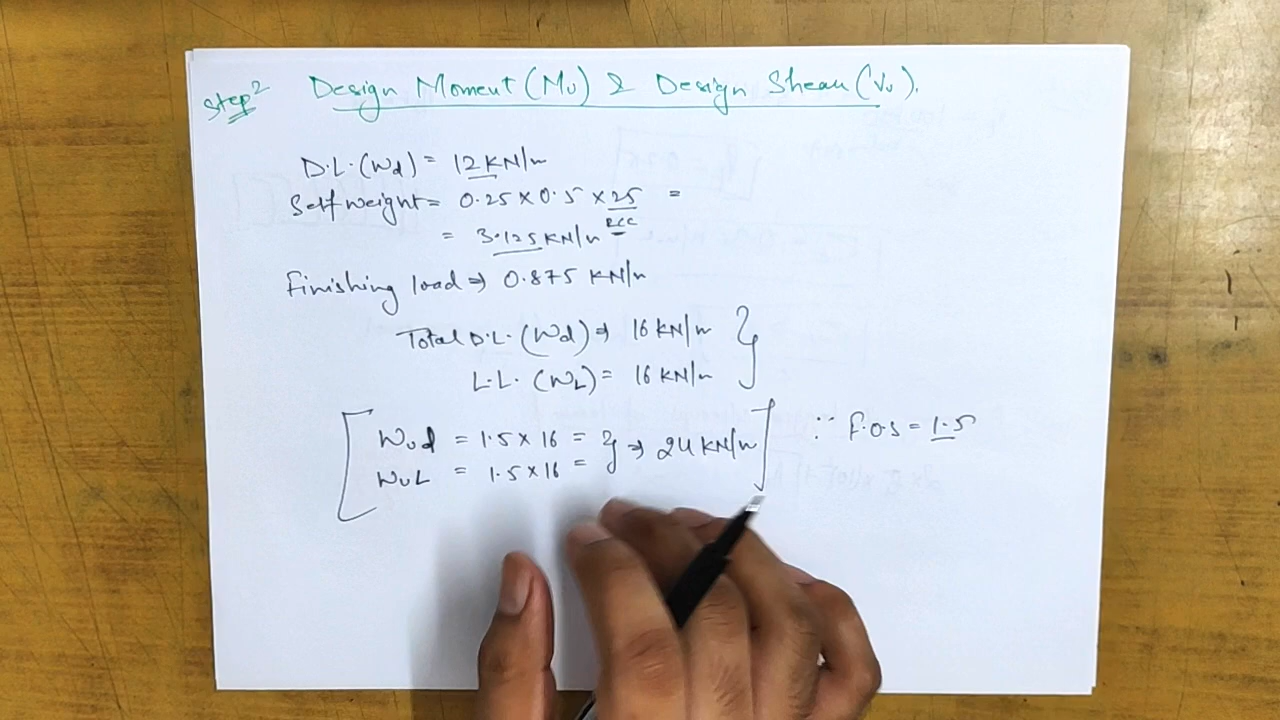 Step 2 Design Moment (Mu) & Design Shear (Vu).
D.L. (Wd) = 12 KN/m
Self weight = 0.25 × 0.5 × 25 =
RCC
= 3.125 KN/m
Finishing load ⇒ 0.875 KN/m
Total D.L. (Wd) ⇒ 16 KN/m }
L.L. (WL) = 16 KN/m
Wud = 1.5 × 16 = } ⇒ 24 KN/m ∵ F.O.S = 1.5
WUL = 1.5 × 16 =